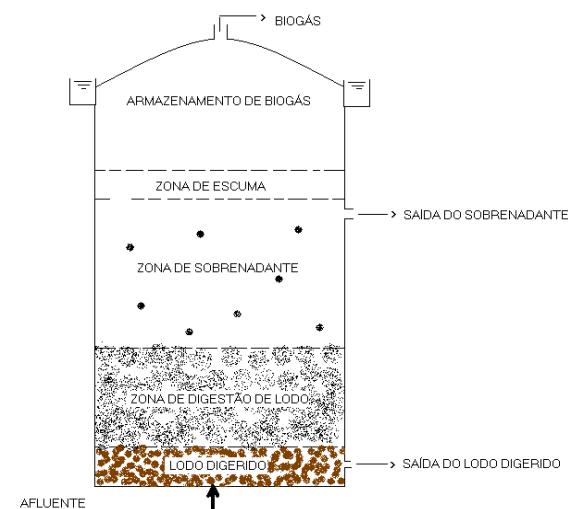 BIOGÁS
ARMAZENAMENTO DE BIOGÁS
ZONA DE ESCUMA
SAÍDA DO SOBRENADANTE
ZONA DE SOBRENADANTE
ZONA DE DIGESTÃO DE LODO
LODO DIGERIDO
SAÍDA DO LODO DIGERIDO
AFLUENTE